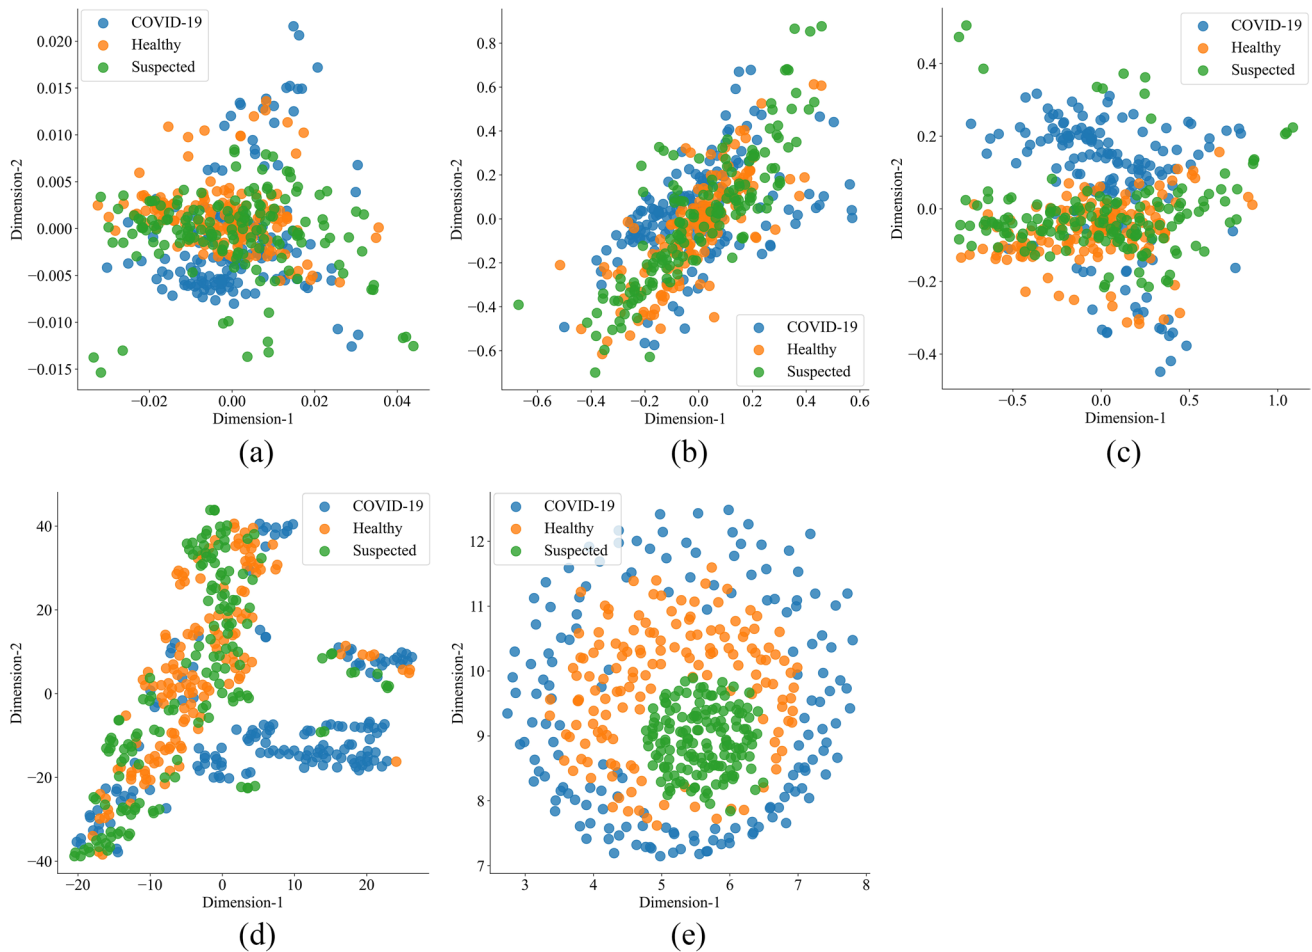 COVID-19
Healthy
Suspected
0.020
0.015
0.010
0.005
0.000
−0.005
−0.010
−0.015
Dimension-2
−0.02
0.00
0.02
0.04
Dimension-1
(a)
0.8
0.6
0.4
0.2
0.0
−0.2
−0.4
−0.6
Dimension-2
COVID-19
Healthy
Suspected
−0.6
−0.4
−0.2
0.0
0.2
0.4
0.6
Dimension-1
(b)
COVID-19
Healthy
Suspected
0.4
0.2
0.0
−0.2
−0.4
Dimension-2
−0.5
0.0
0.5
1.0
Dimension-1
(c)
COVID-19
Healthy
Suspected
40
20
0
−20
−40
Dimension-2
−20
−10
0
10
20
Dimension-1
(d)
COVID-19
Healthy
Suspected
12
11
10
9
8
7
Dimension-2
3
4
5
6
7
8
Dimension-1
(e)